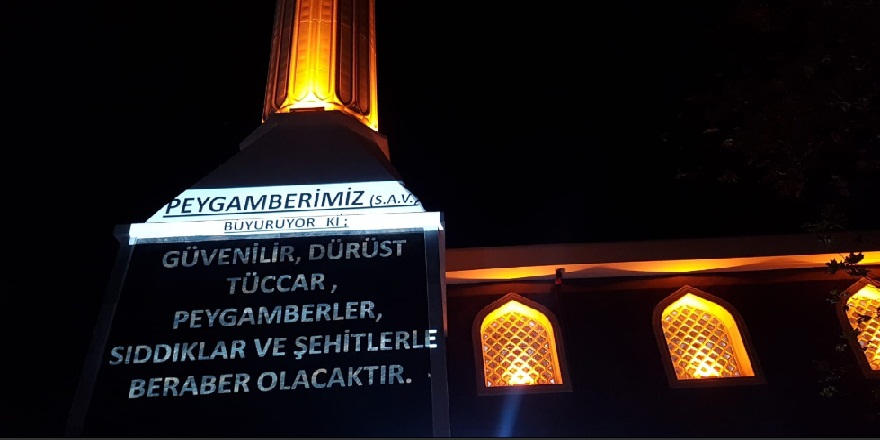 PEYGAMBERİMİZ (S.A.V.)
BUYURUYOR Kİ ;
GÜVENİLİR, DÜRÜST
TÜCCAR ,
PEYGAMBERLER,
SIDDIKLAR VE ŞEHİTLERLE
BERABER OLACAKTIR.